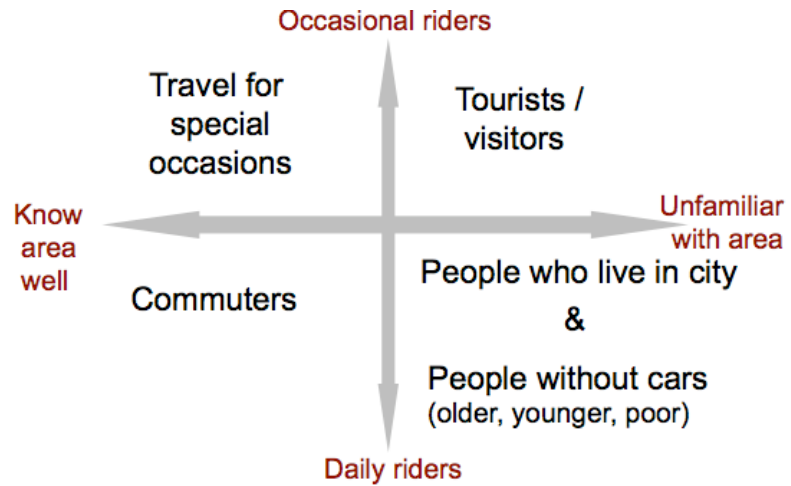 Occasional riders
Travel for
special
occasions
Tourists /
visitors
Know
area
well
Unfamiliar
with area
Commuters
People who live in city
&
People without cars
(older, younger, poor)
Daily riders